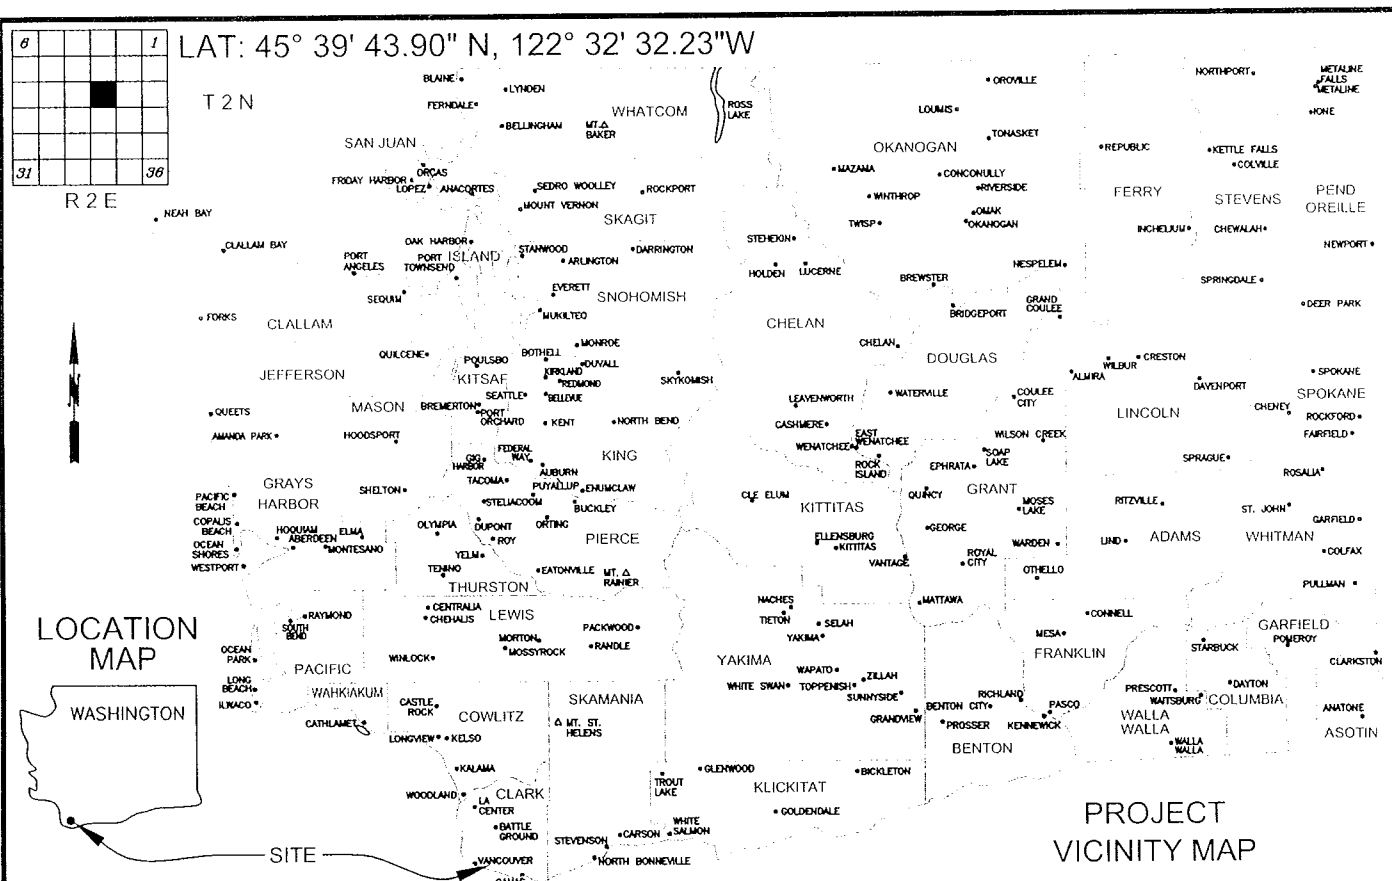 6 1
LAT: 45° 39' 43.90" N, 122° 32' 32.23"W
T 2 N
31 36
R 2 E
BLAINE
LYNDEN
FERNDALE
WHATCOM
BELLINGHAM
MT.
BAKER
ROSS
LAKE
SAN JUAN
ORCAS
FRIDAY HARBOR
LOPEZ
ANACORTES
SEDRO WOOLLEY
ROCKPORT
MOUNT VERNON
SKAGIT
NEAH BAY
CLALLAM BAY
OAK HARBOR
ISLAND
STANWOOD
DARRINGTON
PORT
ANGELES
PORT
TOWNSEND
ARLINGTON
SEQUIM
EVERETT
SNOHOMISH
MUKILTEO
FORKS
CLALLAM
QUILCENE
POULSBO
BOTHELL
MONROE
DUVALL
KIRKLAND
REDMOND
SKYKOMISH
JEFFERSON
KITSAP
SEATTLE
BELLEVUE
MASON
BREMERTON
PORT
ORCHARD
KENT
NORTH BEND
QUEETS
AMANDA PARK
HOODSPORT
FEDERAL
WAY
KING
GIG
HARBOR
AUBURN
TACOMA
PUYALLUP
ENUMCLAW
GRAYS
HARBOR
SHELTON
STELIACOOM
BUCKLEY
PACIFIC
BEACH
COPALIS
BEACH
HOQUIAM
ABERDEEN
ELMA
MONTESANO
OLYMPIA
DUPONT
ORTING
ROY
PIERCE
OCEAN
SHORES
WESTPORT
YELM
TENINO
EATONVILLE
MT.
RAINIER
THURSTON
OROVILLE
LOUMIS
TONASKET
OKANOGAN
MAZAMA
CONCONULLY
RIVERSIDE
WINTHROP
TWISP
OMAK
OKANOGAN
STEHEKIN
HOLDEN
LUCERNE
BREWSTER
NESPELEM
BRIDGEPORT
GRAND
COULEE
CHELAN
CHELAN
DOUGLAS
WATERVILLE
COULEE
CITY
LEAVENWORTH
CASHMERE
WENATCHEE
EAST
WENATCHEE
ROCK
ISLAND
WILSON CREEK
SOAP
LAKE
EPHRATA
QUINCY
GRANT
CLE ELUM
KITTITAS
MOSES
LAKE
GEORGE
ELLENSBURG
KITTITAS
VANTAGE
ROYAL
CITY
WARDEN
OTHELLO
MATTAWA
NORTHPORT
METALINE
FALLS
METALINE
IONE
REPUBLIC
KETTLE FALLS
COLVILLE
FERRY
STEVENS
PEND
OREILLE
INCHELIUM
CHEWALAH
NEWPORT
SPRINGDALE
DEER PARK
WILBUR
CRESTON
ALMIRA
DAVENPORT
SPOKANE
SPOKANE
LINCOLN
CHENEY
ROCKFORD
FAIRFIELD
SPRAGUE
ROSALIA
RITZVILLE
ST. JOHN
GARFIELD
LIND
ADAMS
WHITMAN
COLFAX
PULLMAN
LOCATION
MAP
WASHINGTON
RAYMOND
SOUTH
BEND
OCEAN
PARK
LONG
BEACH
ILWACO
PACIFIC
WAHKIAKUM
CATHLAMET
CENTRALIA
CHEHALIS
LEWIS
MORTON
MOSSYROCK
PACKWOOD
RANDLE
WINLOCK
CASTLE
ROCK
COWLITZ
SKAMANIA
MT. ST.
HELENS
LONGVIEW
KELSO
KALAMA
WOODLAND
LA
CENTER
CLARK
BATTLE
GROUND
VANCOUVER
STEVENSON
CARSON
NORTH BONNEVILLE
TROUT
LAKE
WHITE
SALMON
GLENWOOD
KLICKITAT
GOLDENDALE
BICKLETON
NACHES
TIETON
SELAH
YAKIMA
YAKIMA
WAPATO
ZILLAH
WHITE SWAN
TOPPENISH
SUNNYSIDE
GRANDVIEW
BENTON CITY
RICHLAND
PASCO
PROSSER
KENNEWICK
BENTON
CONNELL
MESA
FRANKLIN
PRESCOTT
WAITSBURG
WALLA
WALLA
WALLA
WALLA
STARBUCK
DAYTON
COLUMBIA
GARFIELD
POMEROY
CLARKSTON
ANATONE
ASOTIN
SITE
PROJECT
VICINITY MAP